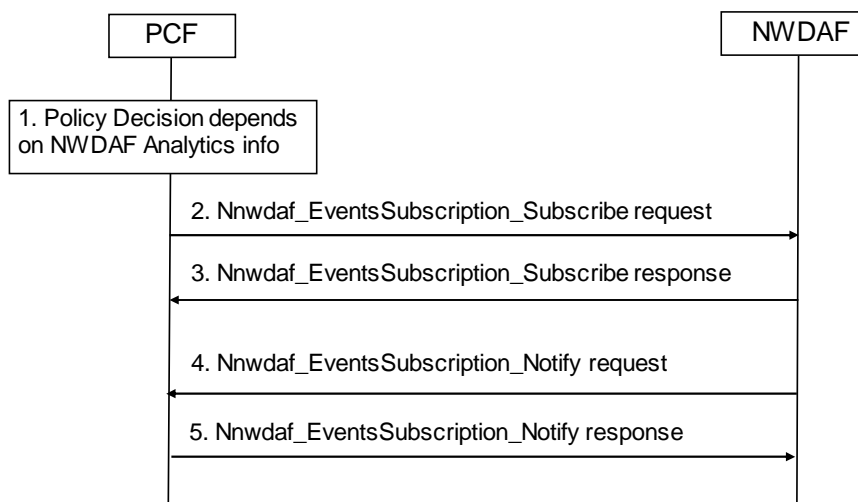 PCF
NWDAF
1. Policy Decision depends
on NWDAF Analytics info
2. Nnwdaf_EventsSubscription_Subscribe request
3. Nnwdaf_EventsSubscription_Subscribe response
4. Nnwdaf_EventsSubscription_Notify request
5. Nnwdaf_EventsSubscription_Notify response